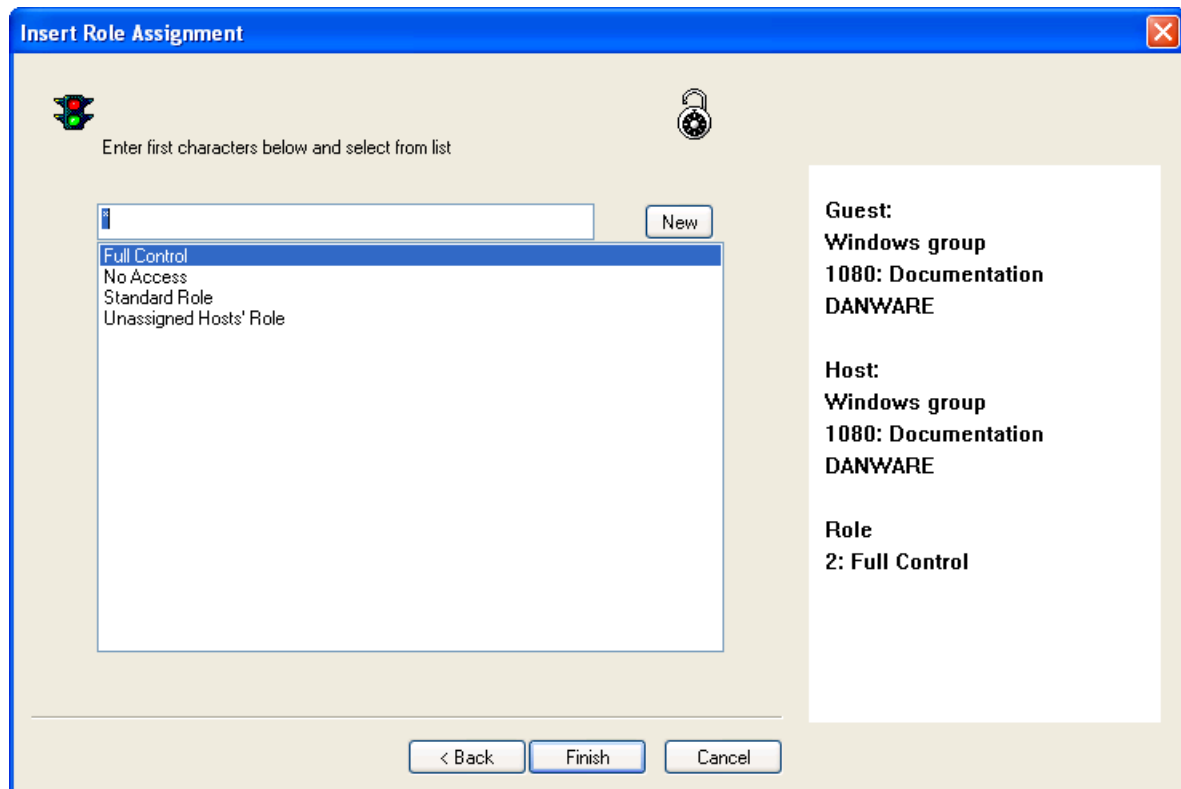 Insert Role Assignment
Enter first characters below and select from list
*
New
Full Control
No Access
Standard Role
Unassigned Hosts' Role
Guest:
Windows group
1080: Documentation
DANWARE
Host:
Windows group
1080: Documentation
DANWARE
Role
2: Full Control
< Back
Finish
Cancel